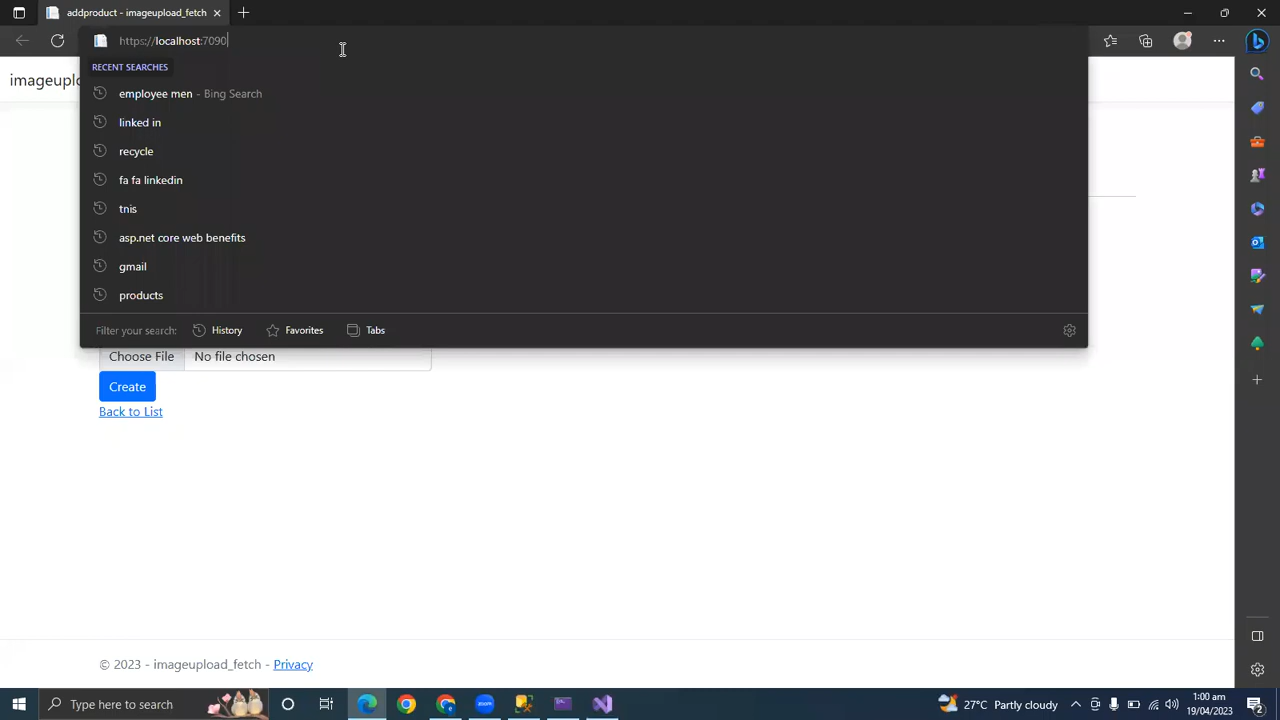 addproduct - imageupload_fetch
https://localhost:7090
RECENT SEARCHES
imageuplo
employee men - Bing Search
linked in
recycle
fa fa linkedin
tnis
asp.net core web benefits
gmail
products
Filter your search: History Favorites Tabs
Choose File No file chosen
Create
Back to List
© 2023 - imageupload_fetch - Privacy
Type here to search
27°C Partly cloudy
1:00 am
19/04/2023
2